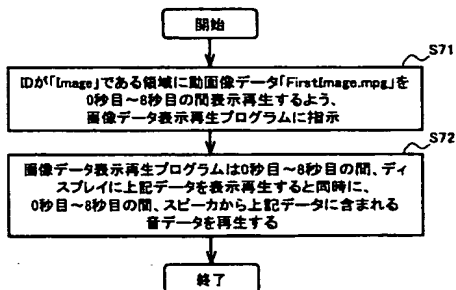 開始
S71
IDが「Image」である領域に動画像データ「FirstImage.mpg」を
0秒目～8秒目の間表示再生するよう、
画像データ表示再生プログラムに指示
S72
画像データ表示再生プログラムは0秒目～8秒目の間、ディ
スプレイに上記データを表示再生すると同時に、
0秒目～8秒目の間、スピーカから上記データに含まれる
音データを再生する
終了